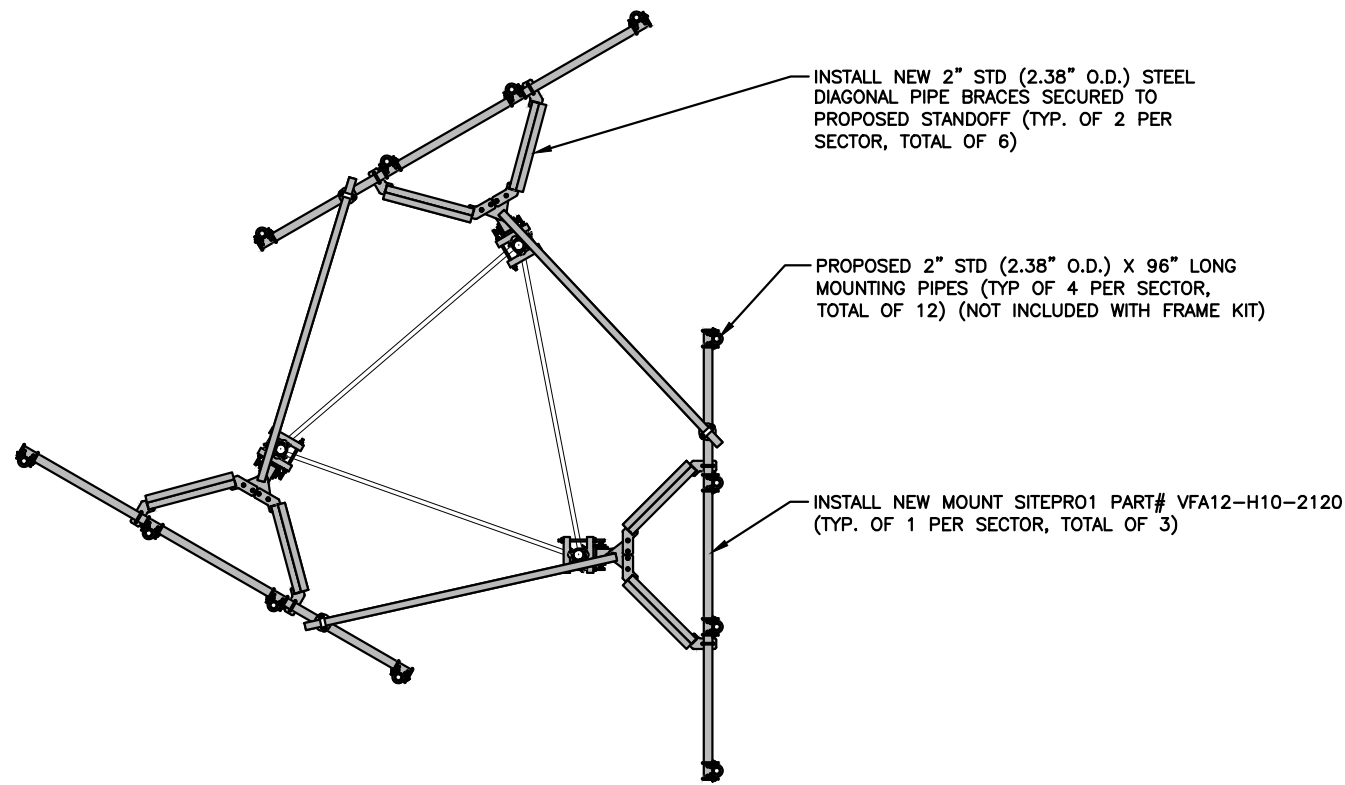 INSTALL NEW 2" STD (2.38" O.D.) STEEL
DIAGONAL PIPE BRACES SECURED TO
PROPOSED STANDOFF (TYP. OF 2 PER
SECTOR, TOTAL OF 6)
PROPOSED 2" STD (2.38" O.D.) X 96" LONG
MOUNTING PIPES (TYP OF 4 PER SECTOR,
TOTAL OF 12) (NOT INCLUDED WITH FRAME KIT)
INSTALL NEW MOUNT SITEPRO1 PART# VFA12-H10-2120
(TYP. OF 1 PER SECTOR, TOTAL OF 3)